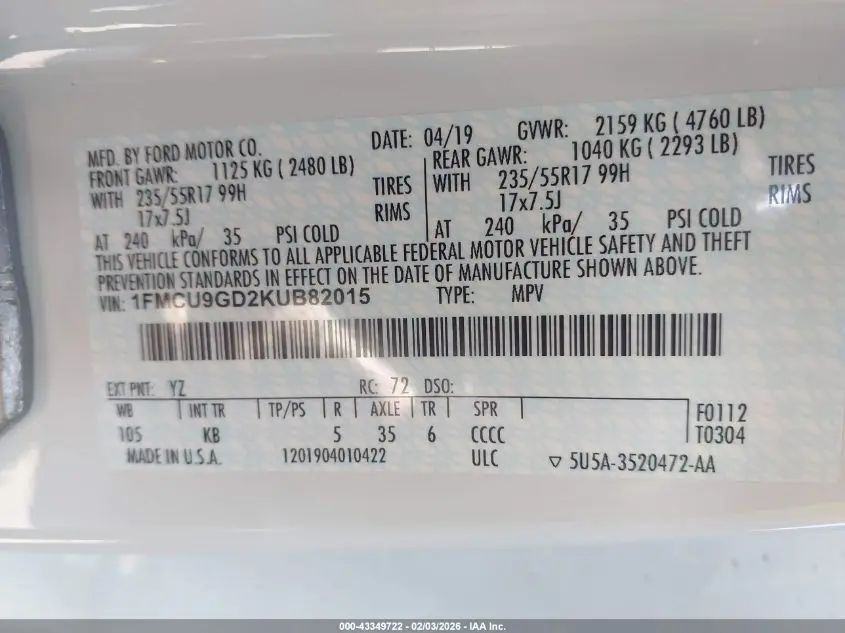 MFD. BY FORD MOTOR CO. DATE: 04/19 GVWR: 2159 KG ( 4760 LB)
FRONT GAWR: 1125 KG ( 2480 LB) REAR GAWR: 1040 KG ( 2293 LB)
WITH 235/55R17 99H TIRES WITH 235/55R17 99H TIRES
17x7.5J RIMS 17x7.5J RIMS
AT 240 kPa/ 35 PSI COLD AT 240 kPa/ 35 PSI COLD
THIS VEHICLE CONFORMS TO ALL APPLICABLE FEDERAL MOTOR VEHICLE SAFETY AND THEFT
PREVENTION STANDARDS IN EFFECT ON THE DATE OF MANUFACTURE SHOWN ABOVE.
VIN: 1FMCU9GD2KUB82015 TYPE: MPV
EXT PNT: YZ RC: 72 DSO:
WB INT TR TP/PS R AXLE TR SPR F0112
105 KB 5 35 6 CCCC T0304
MADE IN U.S.A. 1201904010422 ULC ▽ 5U5A-3520472-AA
000-43349722 - 02/03/2026 - IAA Inc.